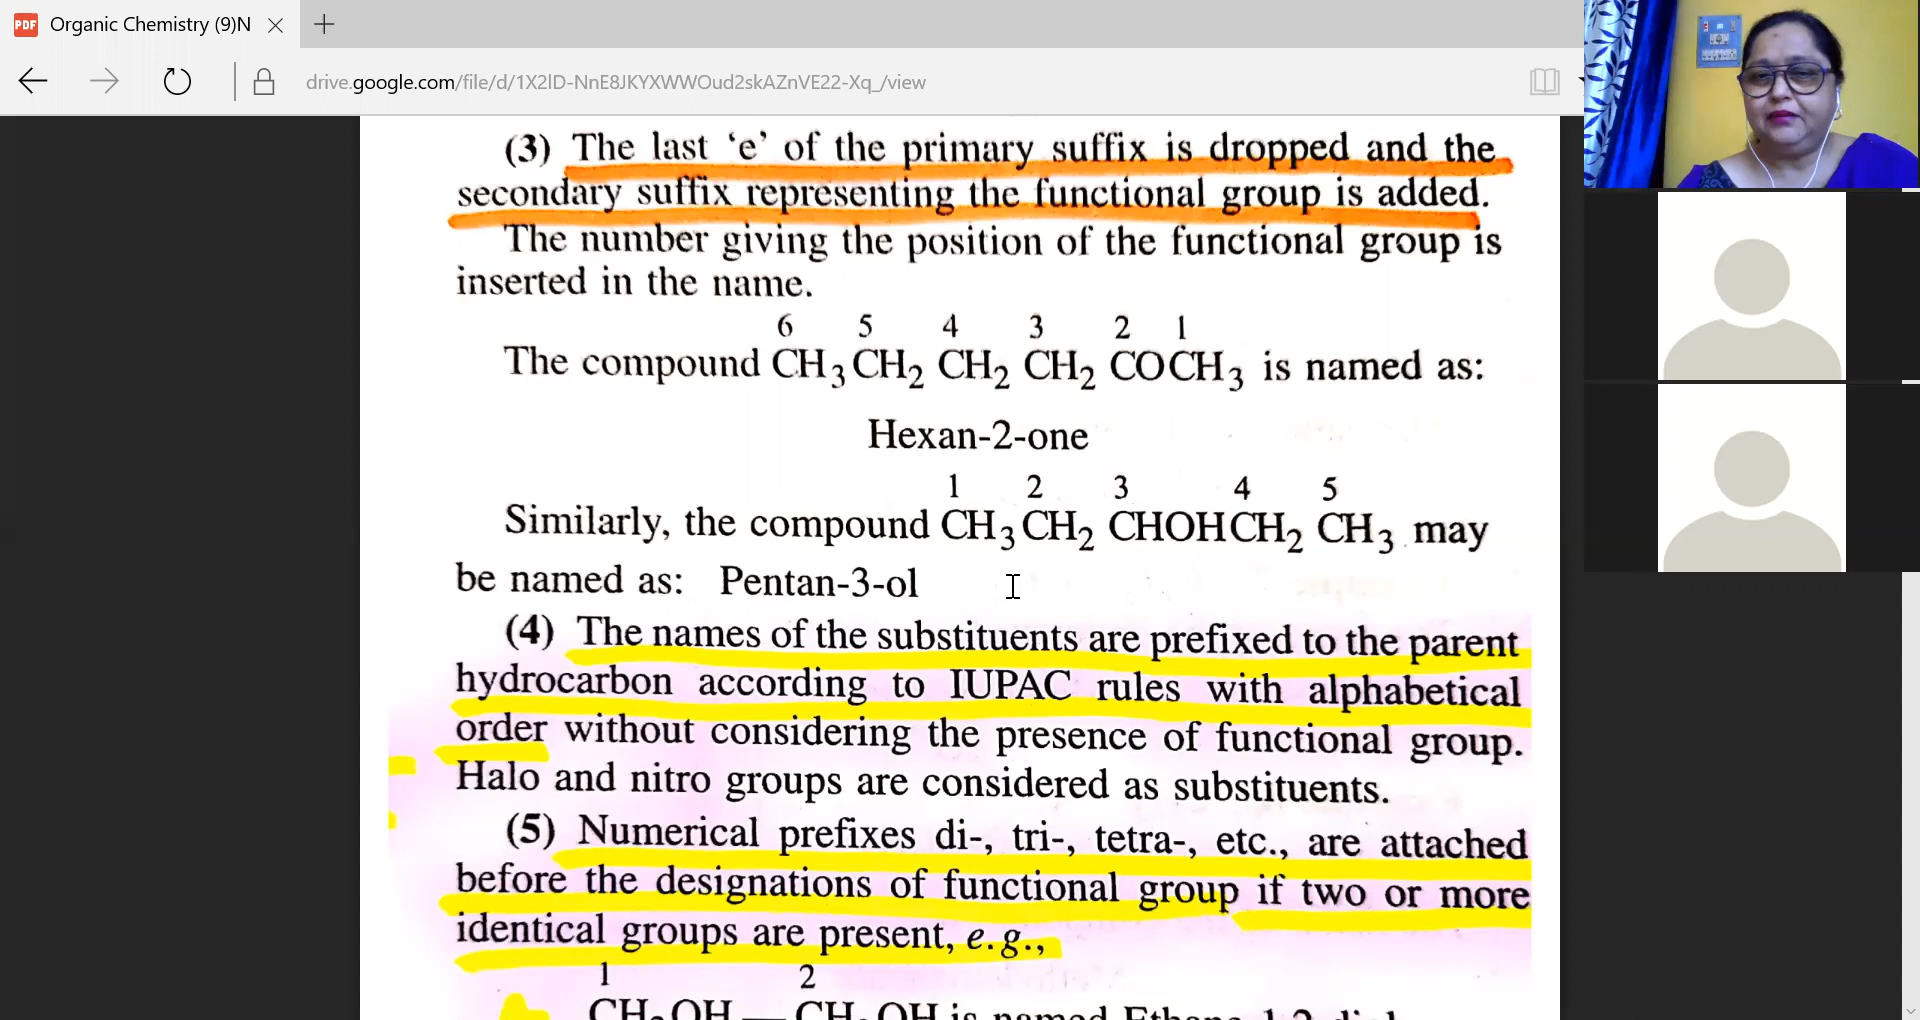 Organic Chemistry (9)N
drive.google.com/file/d/1X2lD-NnE8JKYXWWOud2skAZnVE22-Xq_/view
(3) The last ‘e’ of the primary suffix is dropped and the
secondary suffix representing the functional group is added.
The number giving the position of the functional group is
inserted in the name.
6 5 4 3 2 1
The compound CH₃CH₂ CH₂ CH₂ COCH₃ is named as:
Hexan-2-one
1 2 3 4 5
Similarly, the compound CH₃CH₂ CHOHCH₂ CH₃ may
be named as: Pentan-3-ol
(4) The names of the substituents are prefixed to the parent
hydrocarbon according to IUPAC rules with alphabetical
order without considering the presence of functional group.
Halo and nitro groups are considered as substituents.
(5) Numerical prefixes di-, tri-, tetra-, etc., are attached
before the designations of functional group if two or more
identical groups are present, e.g.,
1 2
CH₂OH — CH₂OH is named